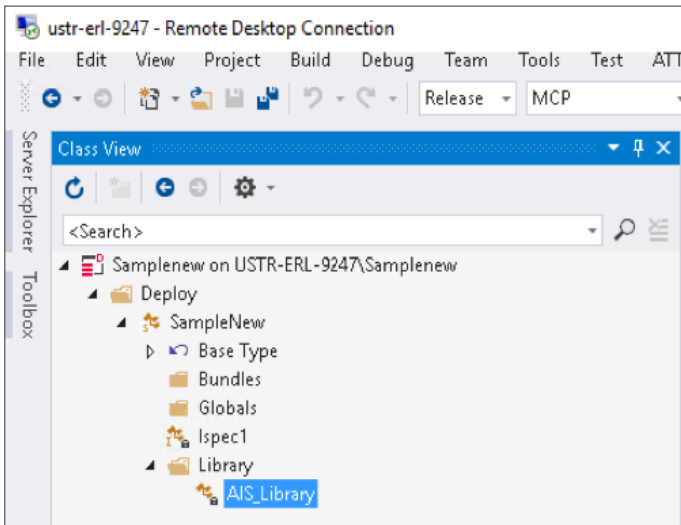 ustr-erl-9247 - Remote Desktop Connection
File Edit View Project Build Debug Team Tools Test ATT
Release MCP
Server Explorer
Toolbox
Class View
<Search>
Samplenew on USTR-ERL-9247\Samplenew
Deploy
SampleNew
Base Type
Bundles
Globals
Ispec1
Library
AIS_Library